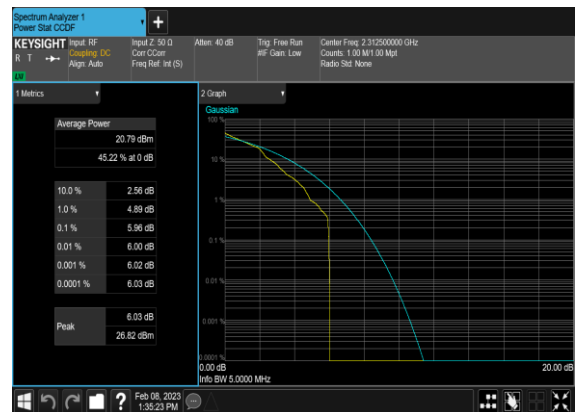 Spectrum Analyzer 1
Power Stat CCDF
+
KEYSIGHT Input: RF Input Z: 50 Ω Atten: 40 dB Trig: Free Run Center Freq: 2.312500000 GHz
R T Coupling: DC Corr CCorr #IF Gain: Low Counts: 1.00 M/1.00 Mpt
Align: Auto Freq Ref: Int (S) Radio Std: None
LXI
1 Metrics
2 Graph
Average Power
20.79 dBm
45.22 % at 0 dB
10.0 % 2.56 dB
1.0 % 4.89 dB
0.1 % 5.96 dB
0.01 % 6.00 dB
0.001 % 6.02 dB
0.0001 % 6.03 dB
Peak
6.03 dB
26.82 dBm
Gaussian
100 %
10 %
1 %
0.1 %
0.01 %
0.001 %
0.0001 %
0.00 dB 20.00 dB
Info BW 5.0000 MHz
? Feb 08, 2023
1:35:23 PM